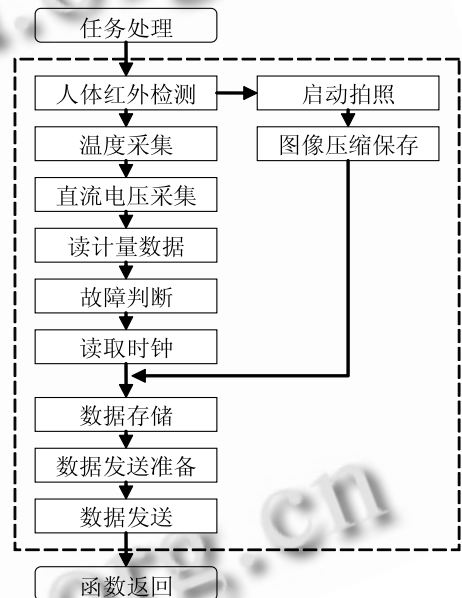 任务处理
人体红外检测
启动拍照
温度采集
图像压缩保存
直流电压采集
读计量数据
故障判断
读取时钟
数据存储
数据发送准备
数据发送
函数返回